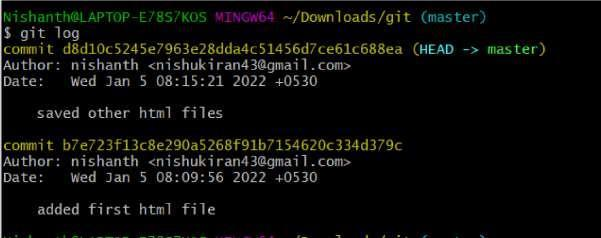 Nishanth@LAPTOP-E78S7KOS MINGW64 ~/Downloads/git (master)
$ git log
commit d8d10c5245e7963e28dda4c51456d7ce61c688ea (HEAD -> master)
Author: nishanth <nishukiran43@gmail.com>
Date:   Wed Jan 5 08:15:21 2022 +0530
    saved other html files
commit b7e723f13c8e290a5268f91b7154620c334d379c
Author: nishanth <nishukiran43@gmail.com>
Date:   Wed Jan 5 08:09:56 2022 +0530
    added first html file